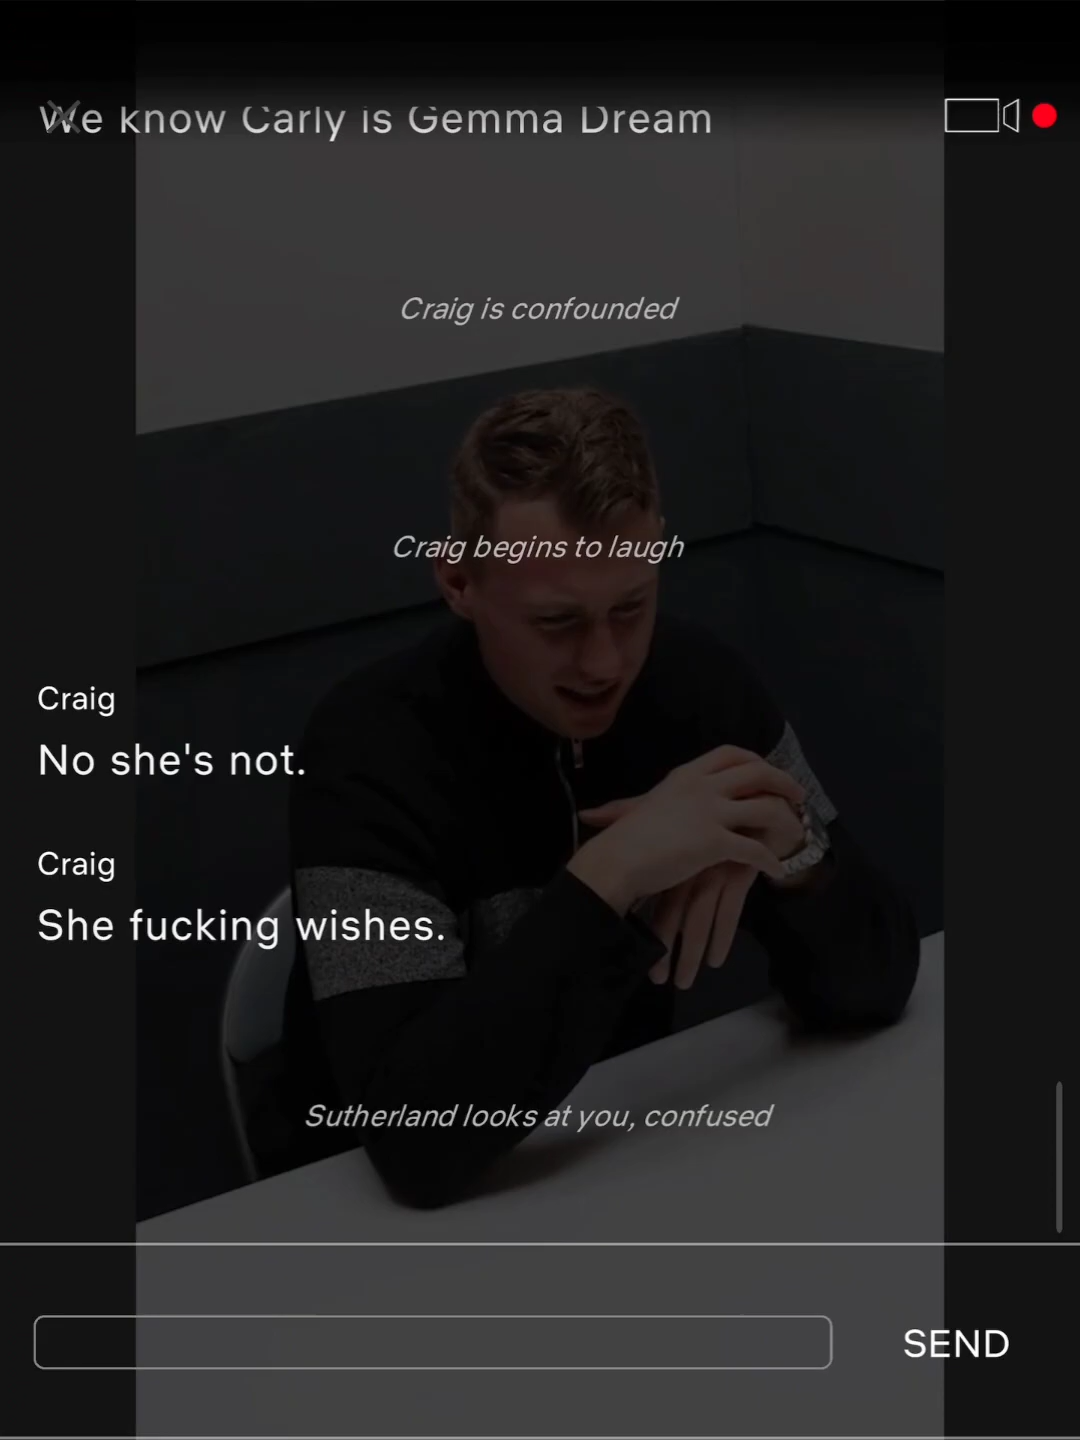 We know Carly is Gemma Dream
Craig is confounded
Craig begins to laugh
Craig
No she's not.
Craig
She fucking wishes.
Sutherland looks at you, confused
SEND